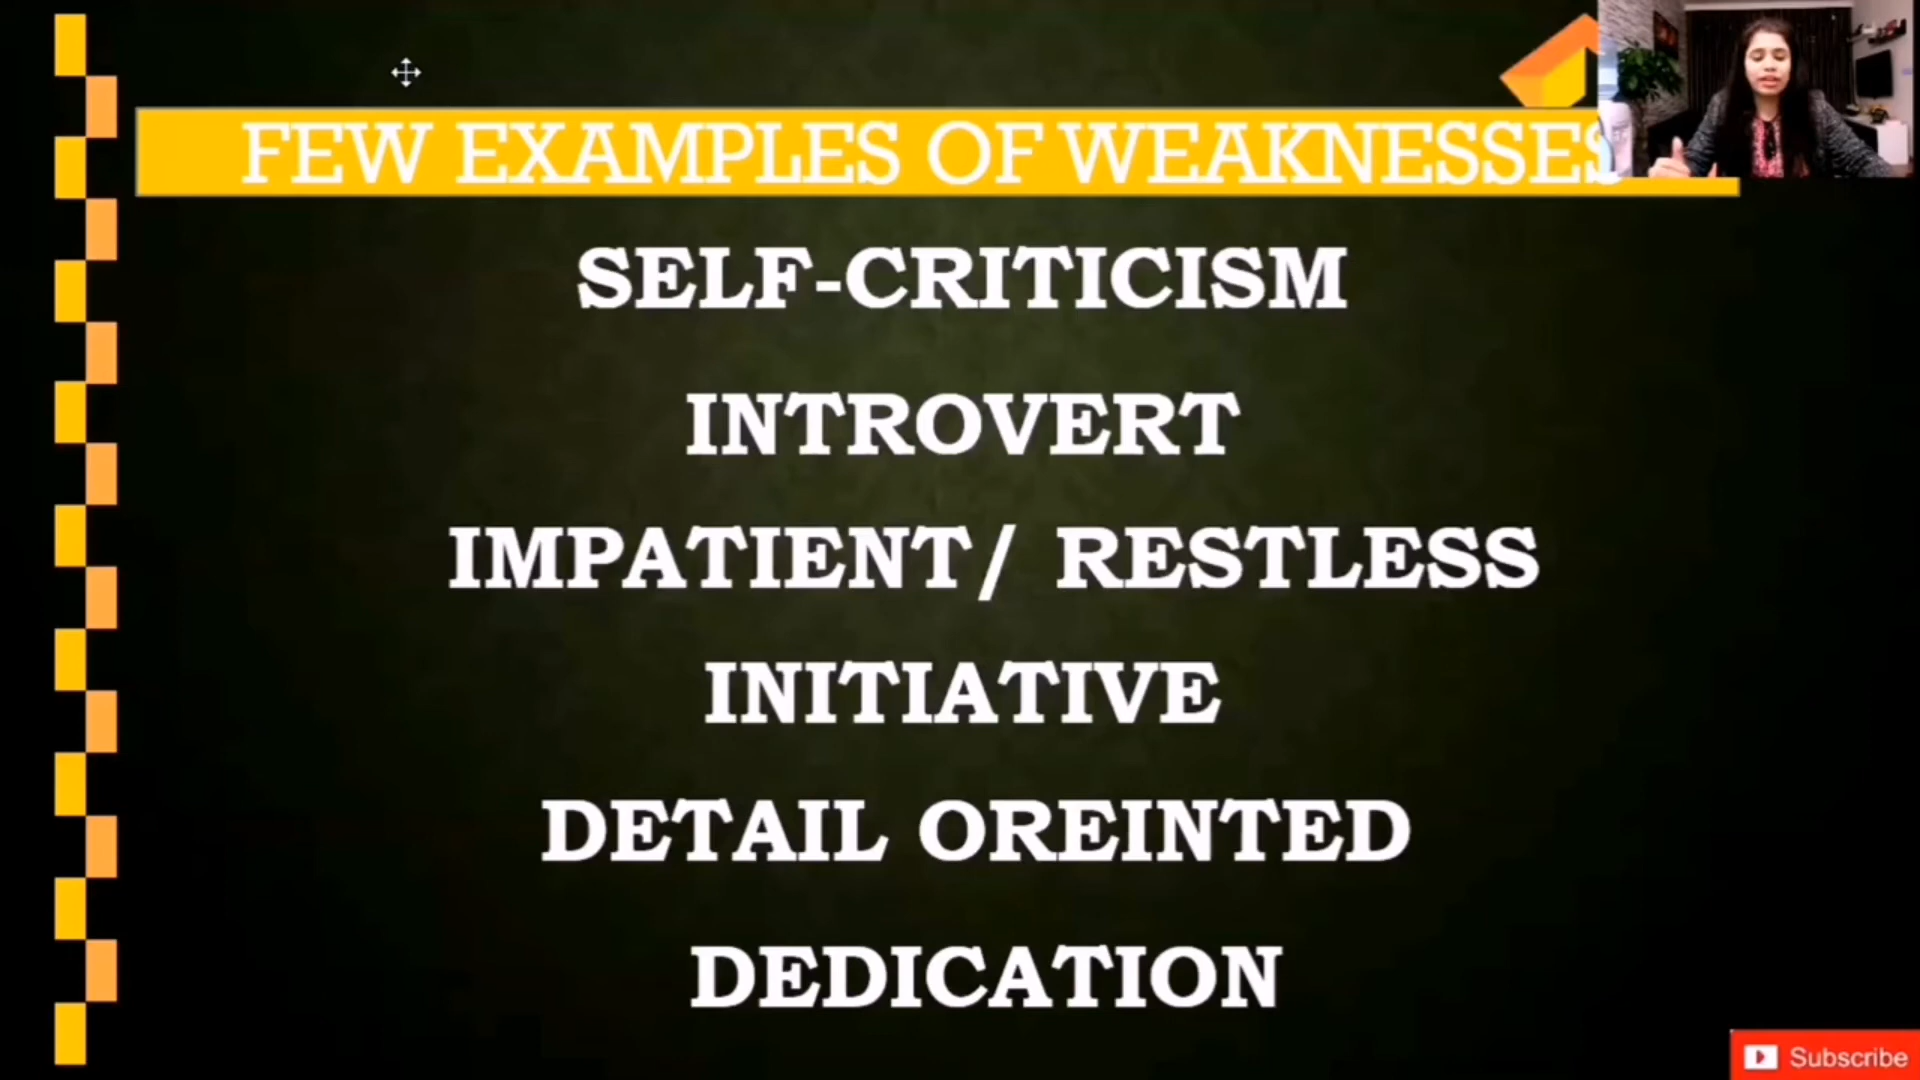 FEW EXAMPLES OF WEAKNESSES
SELF-CRITICISM
INTROVERT
IMPATIENT/ RESTLESS
INITIATIVE
DETAIL OREINTED
DEDICATION
Subscribe